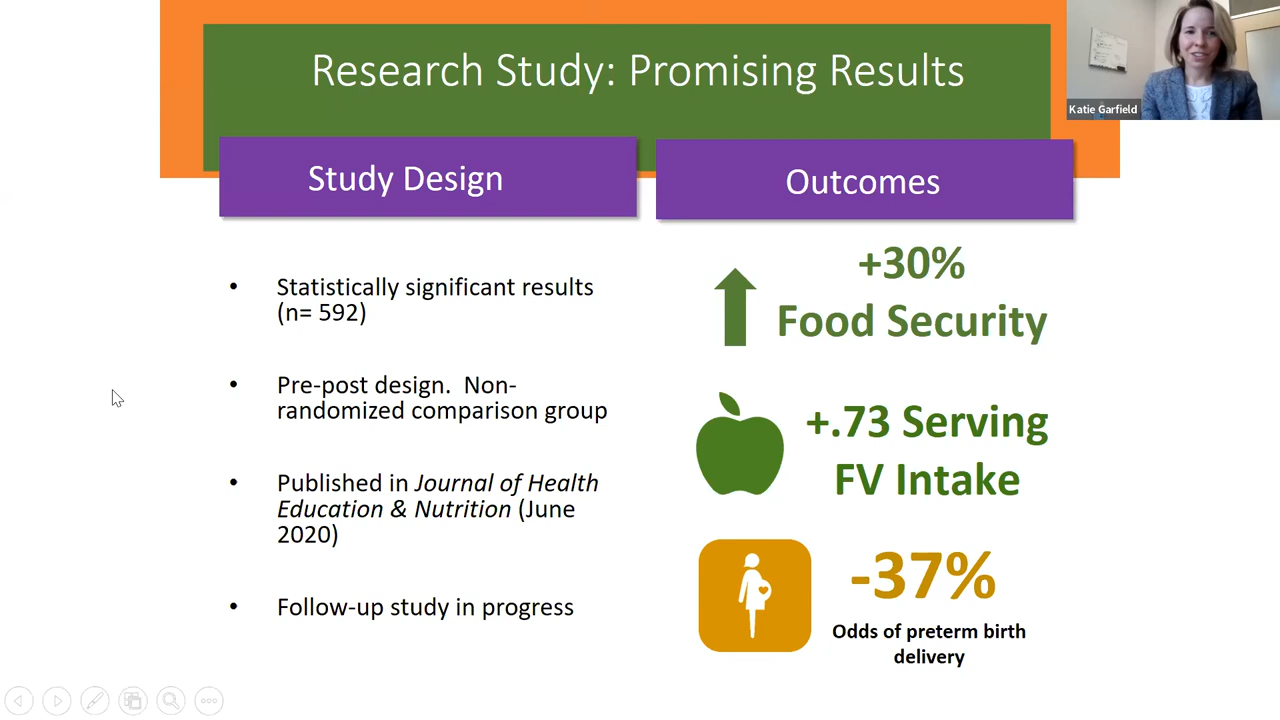 Research Study: Promising Results
Katie Garfield
Study Design
Outcomes
• Statistically significant results
(n= 592)
• Pre-post design.  Non-
randomized comparison group
• Published in Journal of Health
Education & Nutrition (June
2020)
• Follow-up study in progress
+30%
Food Security
+.73 Serving
FV Intake
-37%
Odds of preterm birth
delivery